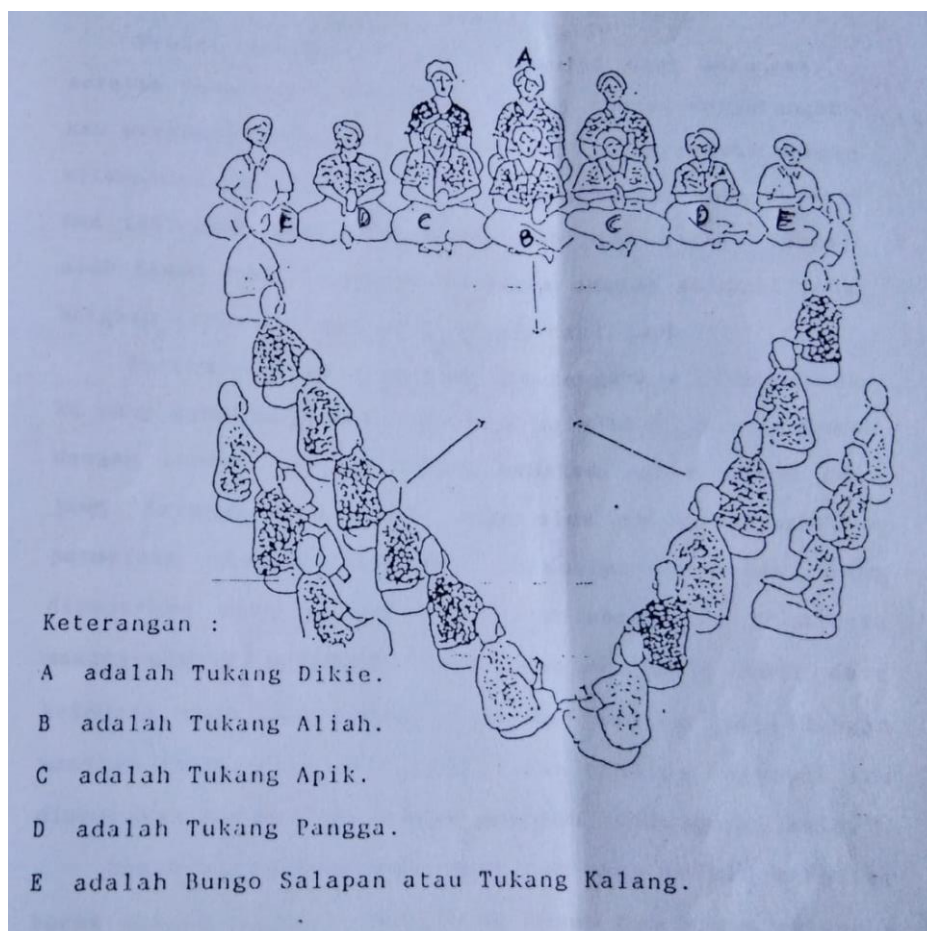 A
E D C B C D E
Keterangan :
A adalah Tukang Dikie.
B adalah Tukang Aliah.
C adalah Tukang Apik.
D adalah Tukang Pangga.
E adalah Bungo Salapan atau Tukang Kalang.